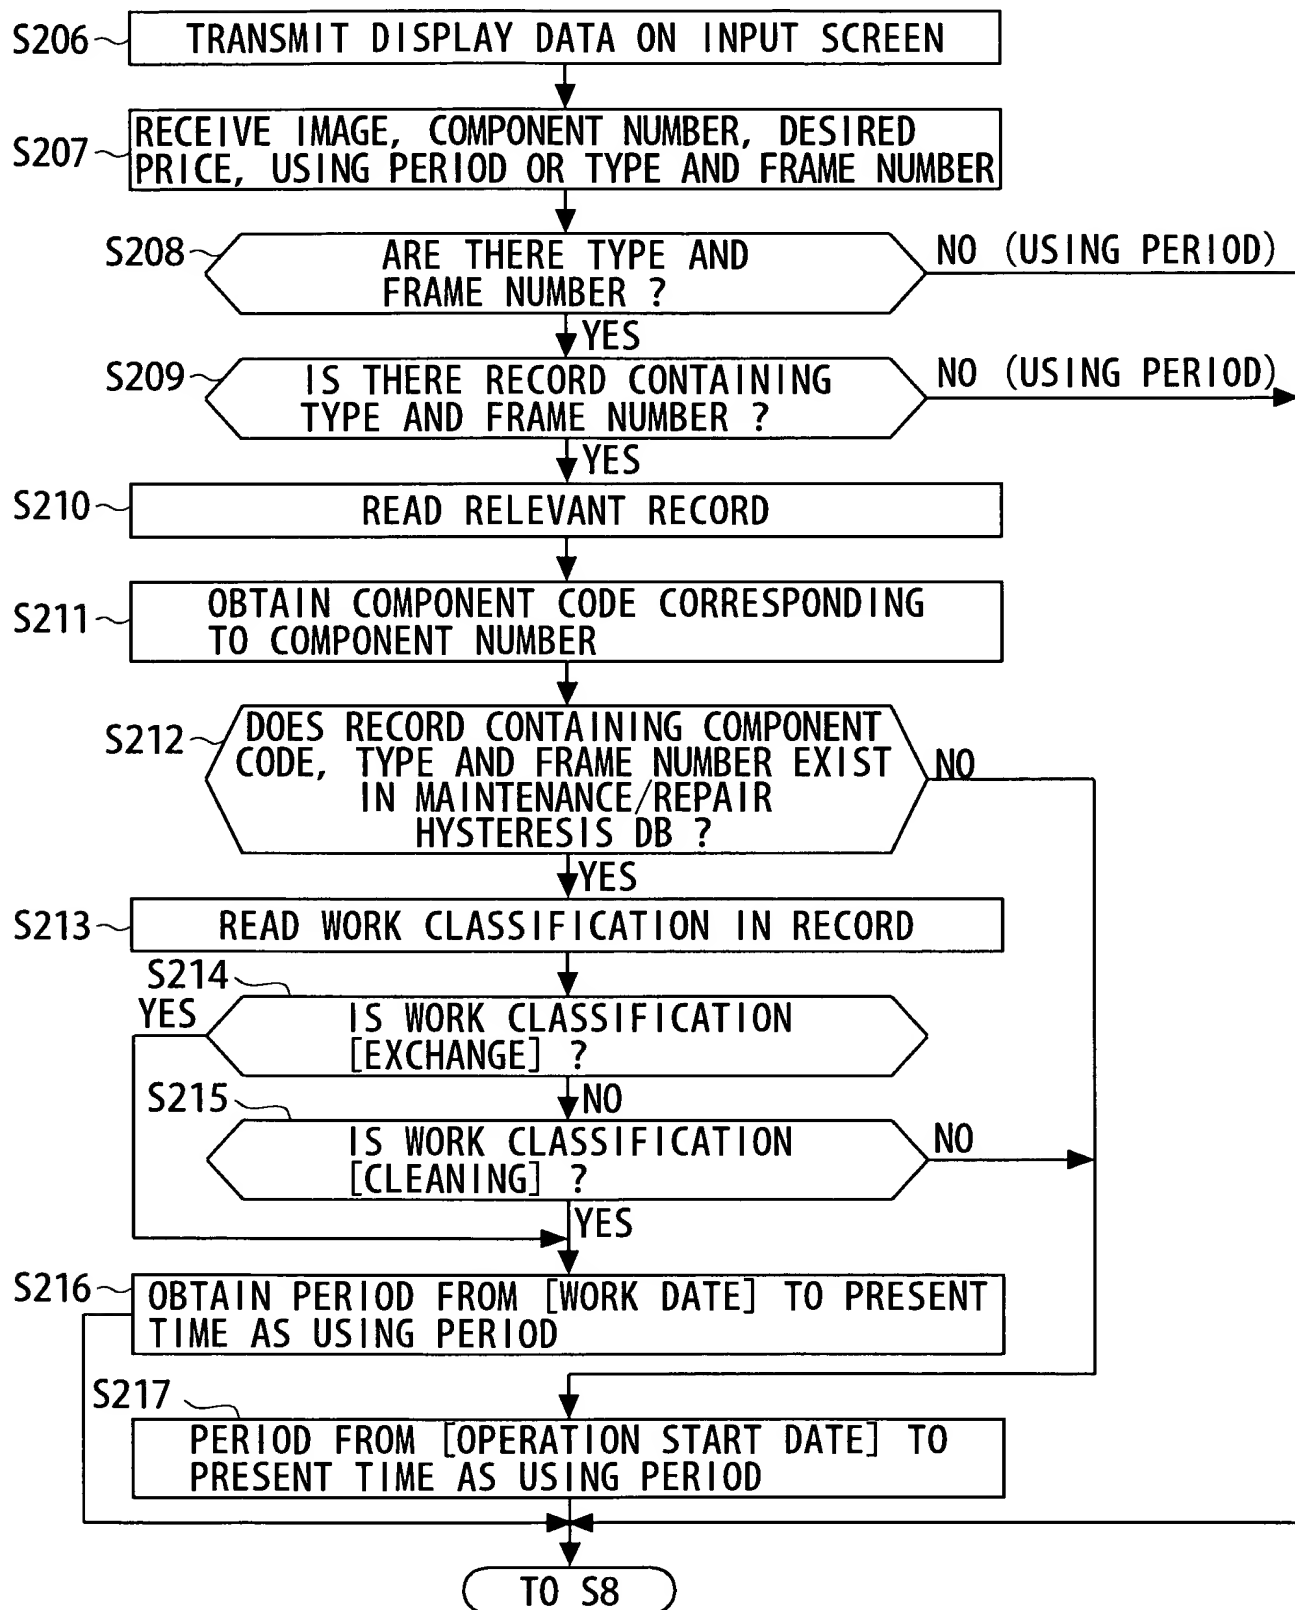 S206
TRANSMIT DISPLAY DATA ON INPUT SCREEN
S207
RECEIVE IMAGE, COMPONENT NUMBER, DESIRED
PRICE, USING PERIOD OR TYPE AND FRAME NUMBER
S208
ARE THERE TYPE AND
FRAME NUMBER ?
NO (USING PERIOD)
YES
S209
IS THERE RECORD CONTAINING
TYPE AND FRAME NUMBER ?
NO (USING PERIOD)
YES
S210
READ RELEVANT RECORD
S211
OBTAIN COMPONENT CODE CORRESPONDING
TO COMPONENT NUMBER
S212
DOES RECORD CONTAINING COMPONENT
CODE, TYPE AND FRAME NUMBER EXIST
IN MAINTENANCE/REPAIR
HYSTERESIS DB ?
NO
YES
S213
READ WORK CLASSIFICATION IN RECORD
S214
YES
IS WORK CLASSIFICATION
[EXCHANGE] ?
NO
S215
IS WORK CLASSIFICATION
[CLEANING] ?
NO
YES
S216
OBTAIN PERIOD FROM [WORK DATE] TO PRESENT
TIME AS USING PERIOD
S217
PERIOD FROM [OPERATION START DATE] TO
PRESENT TIME AS USING PERIOD
TO S8